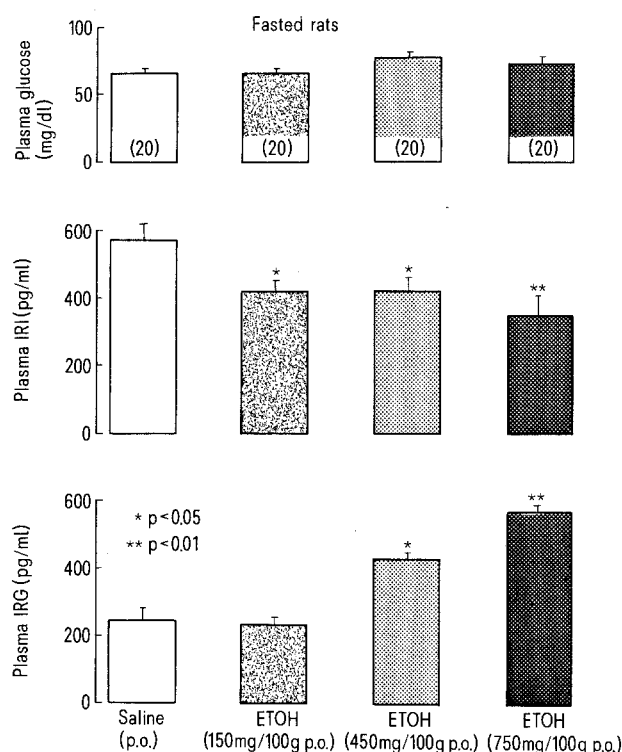 Fasted rats
Plasma glucose
(mg/dl)
100
50
0
(20) (20) (20) (20)
Plasma IRI (pg/ml)
600
400
200
0
* * **
Plasma IRG (pg/ml)
600
400
200
0
* p<0.05
** p<0.01
* **
Saline ETOH ETOH ETOH
(p.o.) (150mg/100g p.o.) (450mg/100g p.o.) (750mg/100g p.o.)